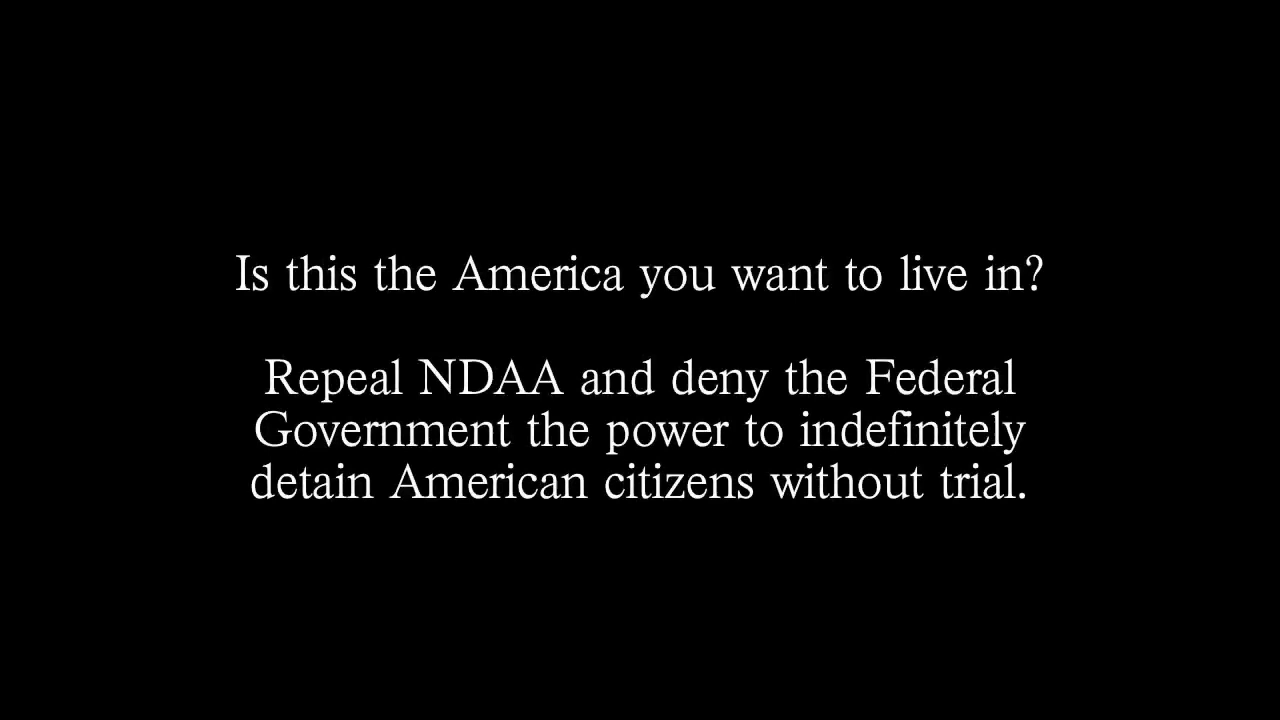 Is this the America you want to live in?
Repeal NDAA and deny the Federal
Government the power to indefinitely
detain American citizens without trial.